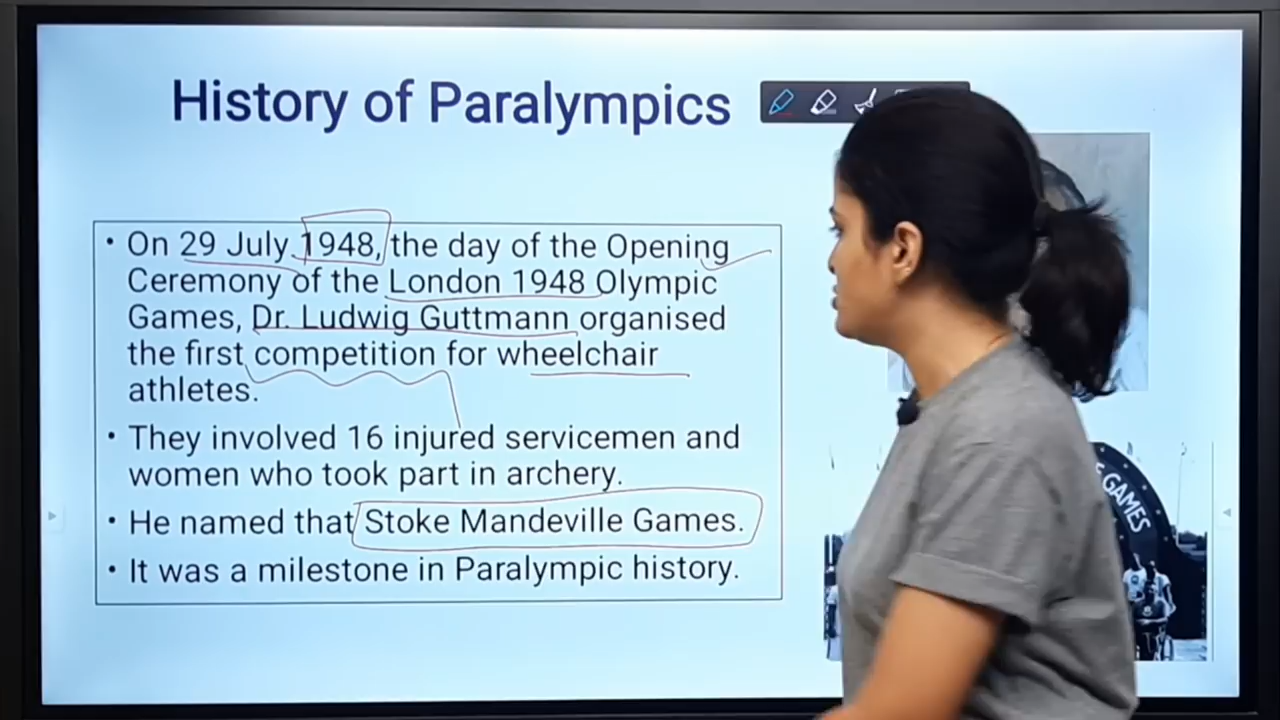 History of Paralympics
• On 29 July 1948, the day of the Opening
Ceremony of the London 1948 Olympic
Games, Dr. Ludwig Guttmann organised
the first competition for wheelchair
athletes.
• They involved 16 injured servicemen and
women who took part in archery.
• He named that Stoke Mandeville Games.
• It was a milestone in Paralympic history.
GAMES